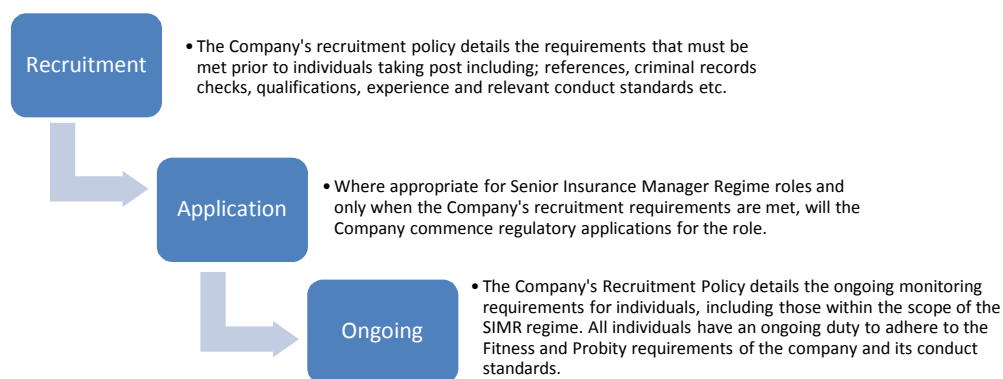 Recruitment
• The Company's recruitment policy details the requirements that must be
met prior to individuals taking post including; references, criminal records
checks, qualifications, experience and relevant conduct standards etc.
Application
• Where appropriate for Senior Insurance Manager Regime roles and
only when the Company's recruitment requirements are met, will the
Company commence regulatory applications for the role.
Ongoing
• The Company's Recruitment Policy details the ongoing monitoring
requirements for individuals, including those within the scope of the
SIMR regime. All individuals have an ongoing duty to adhere to the
Fitness and Probity requirements of the company and its conduct
standards.